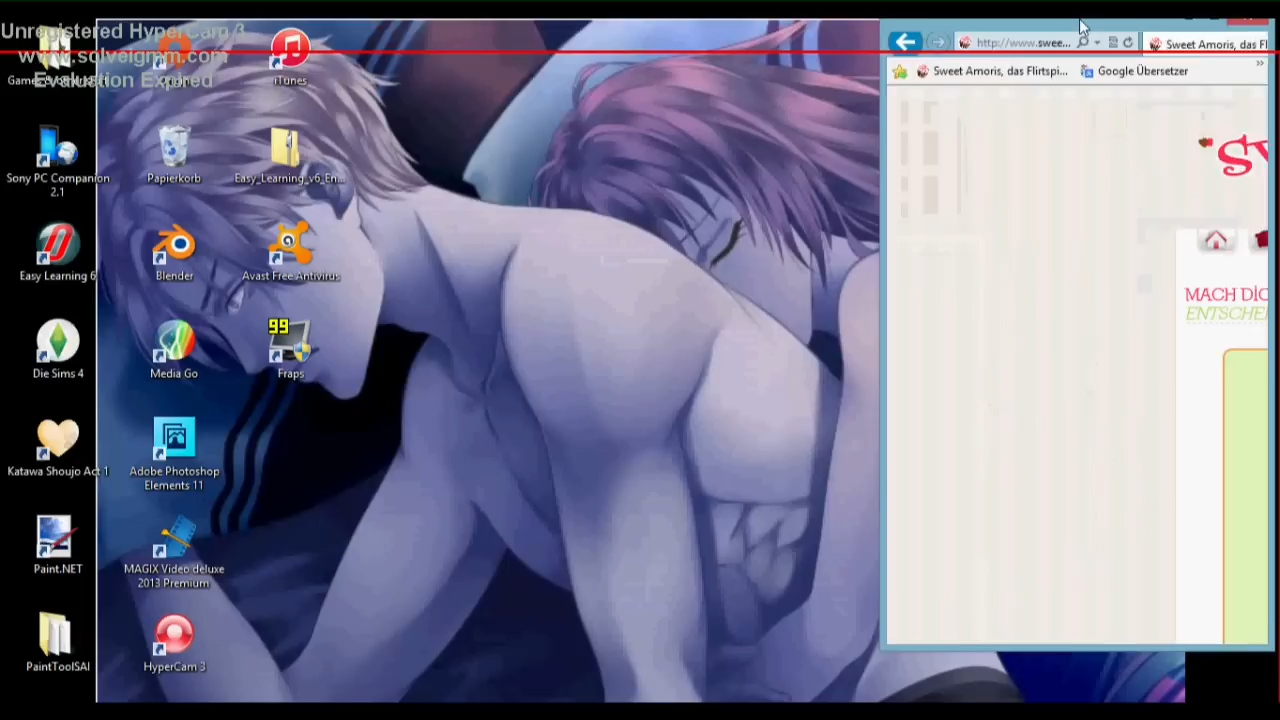 Unregistered HyperCam 3
www.solveigmm.com
Evaluation Expired
iTunes
http://www.swee...
Sweet Amoris, das Fl
Sweet Amoris, das Flirtspi...
Google Übersetzer
Sony PC Companion
2.1
Papierkorb
Easy_Learning_v6_En...
Easy Learning 6
Blender
Avast Free Antivirus
MACH DIC
ENTSCHEI
Die Sims 4
Media Go
99
Fraps
Katawa Shoujo Act 1
Adobe Photoshop
Elements 11
Paint.NET
MAGIX Video deluxe
2013 Premium
PaintToolSAI
HyperCam 3